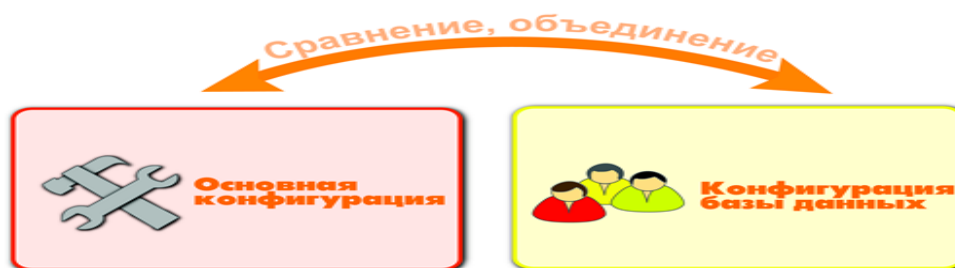 Сравнение, объединение
Основная
конфигурация
Конфигурация
базы данных